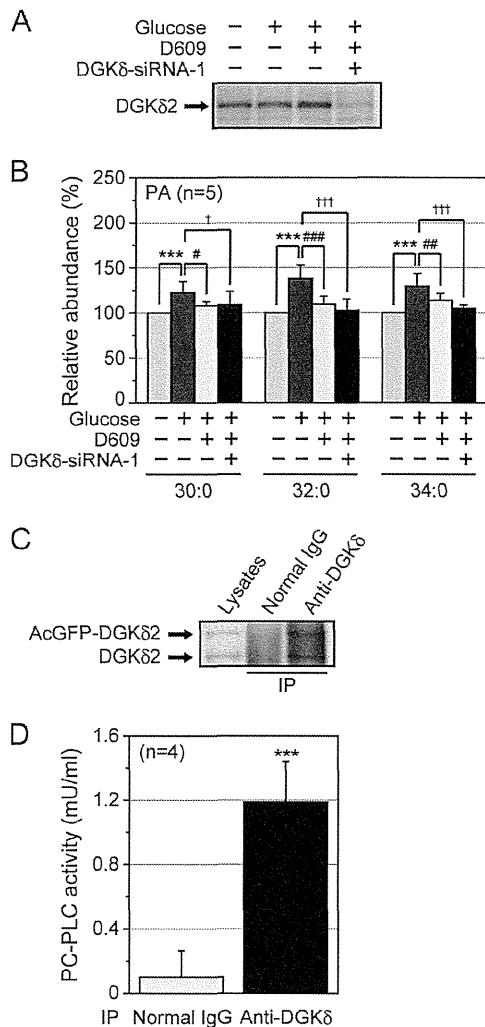 A
Glucose − + + +
D609 − − + +
DGKδ-siRNA-1 − − − +
DGKδ2
B
PA (n=5)
Relative abundance (%)
250
200
150
100
50
0
*** # †
*** ### †††
*** ## †††
Glucose − + + + − + + + − + + +
D609 − − + + − − + + − − + +
DGKδ-siRNA-1 − − − + − − − + − − − +
30:0 32:0 34:0
C
Lysates Normal IgG Anti-DGKδ
AcGFP-DGKδ2
DGKδ2
IP
D
(n=4)
PC-PLC activity (mU/ml)
1.6
1.2
0.8
0.4
0
***
IP Normal IgG Anti-DGKδ